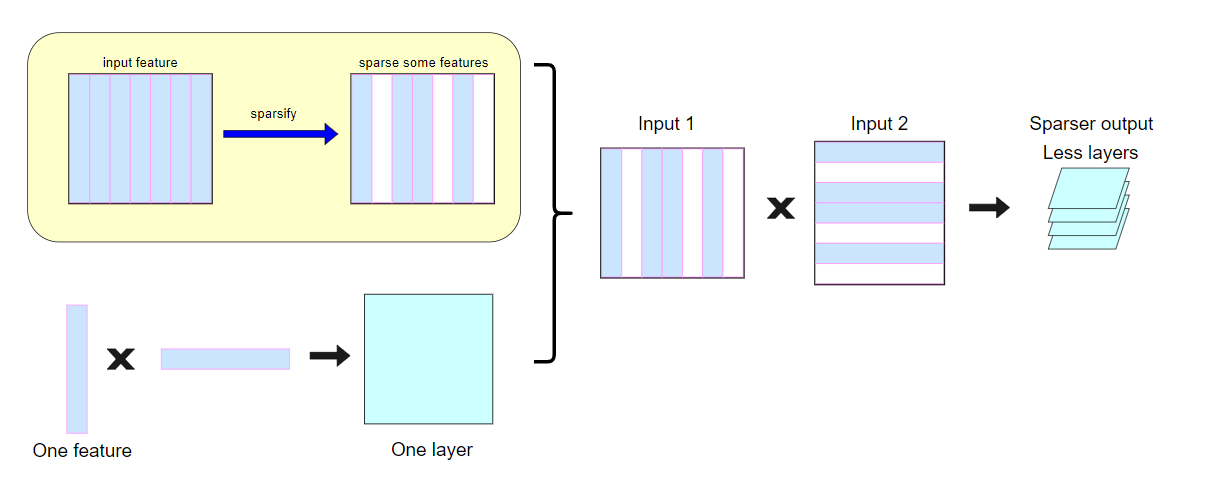 input feature
sparse some features
sparsify
One feature
One layer
Input 1
Input 2
Sparser output
Less layers